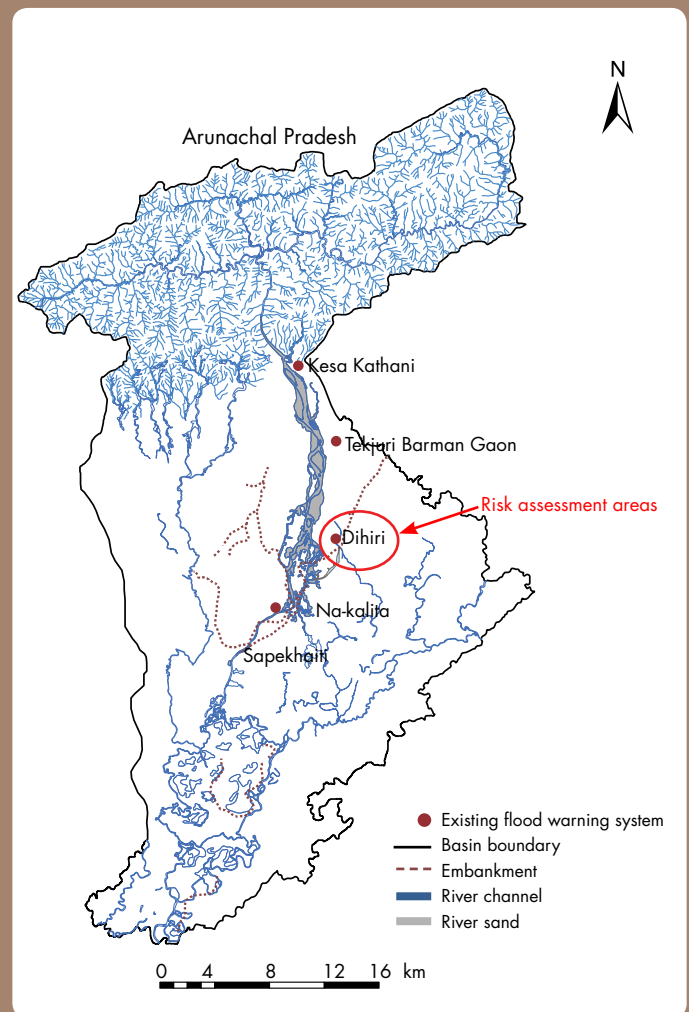 N
Arunachal Pradesh
Kesa Kathani
Tekjuri Barman Gaon
Risk assessment areas
Dihiri
Na-kalita
Sapekhaiti
Existing flood warning system
Basin boundary
Embankment
River channel
River sand
0 4 8 12 16 km